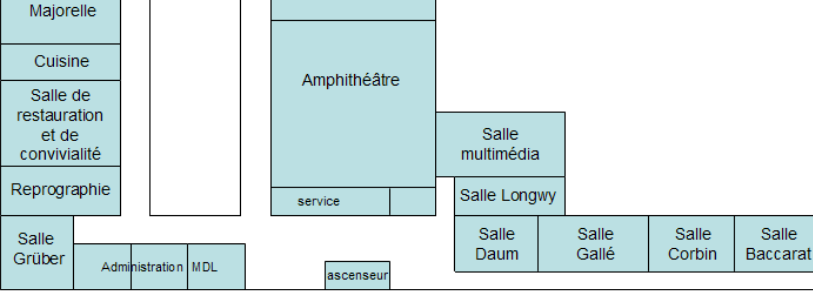 Majorelle
Cuisine
Salle de
restauration
et de
convivialité
Reprographie
Salle
Grüber
Administration
MDL
Amphithéâtre
service
ascenseur
Salle
multimédia
Salle Longwy
Salle
Daum
Salle
Gallé
Salle
Corbin
Salle
Baccarat